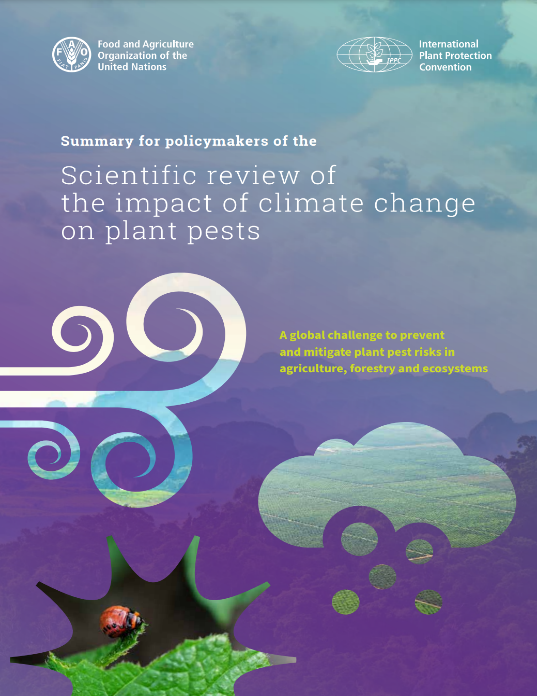 Food and Agriculture
Organization of the
United Nations
International
Plant Protection
Convention
IPPC
Summary for policymakers of the
Scientific review of
the impact of climate change
on plant pests
A global challenge to prevent
and mitigate plant pest risks in
agriculture, forestry and ecosystems